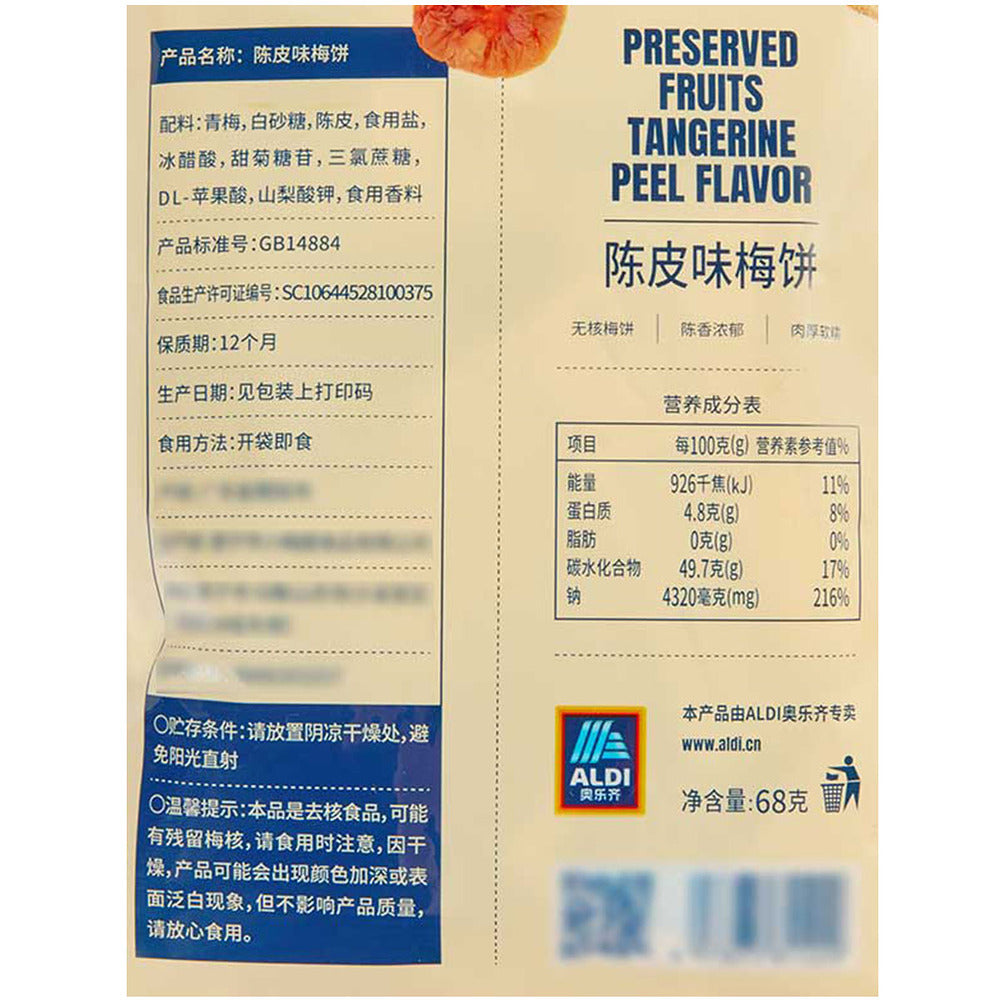 产品名称：陈皮味梅饼
配料：青梅，白砂糖，陈皮，食用盐，
冰醋酸，甜菊糖苷，三氯蔗糖，
DL-苹果酸，山梨酸钾，食用香料
产品标准号：GB14884
食品生产许可证编号：SC10644528100375
保质期：12个月
生产日期：见包装上打印码
食用方法：开袋即食
〇贮存条件：请放置阴凉干燥处，避
免阳光直射
〇温馨提示：本品是去核食品，可能
有残留梅核，请食用时注意，因干
燥，产品可能会出现颜色加深或表
面泛白现象，但不影响产品质量，
请放心食用。
PRESERVED
FRUITS
TANGERINE
PEEL FLAVOR
陈皮味梅饼
无核梅饼 陈香浓郁 肉厚软糯
营养成分表
项目 每100克(g) 营养素参考值%
能量 926千焦(kJ) 11%
蛋白质 4.8克(g) 8%
脂肪 0克(g) 0%
碳水化合物 49.7克(g) 17%
钠 4320毫克(mg) 216%
ALDI
奥乐齐
本产品由ALDI奥乐齐专卖
www.aldi.cn
净含量：68克